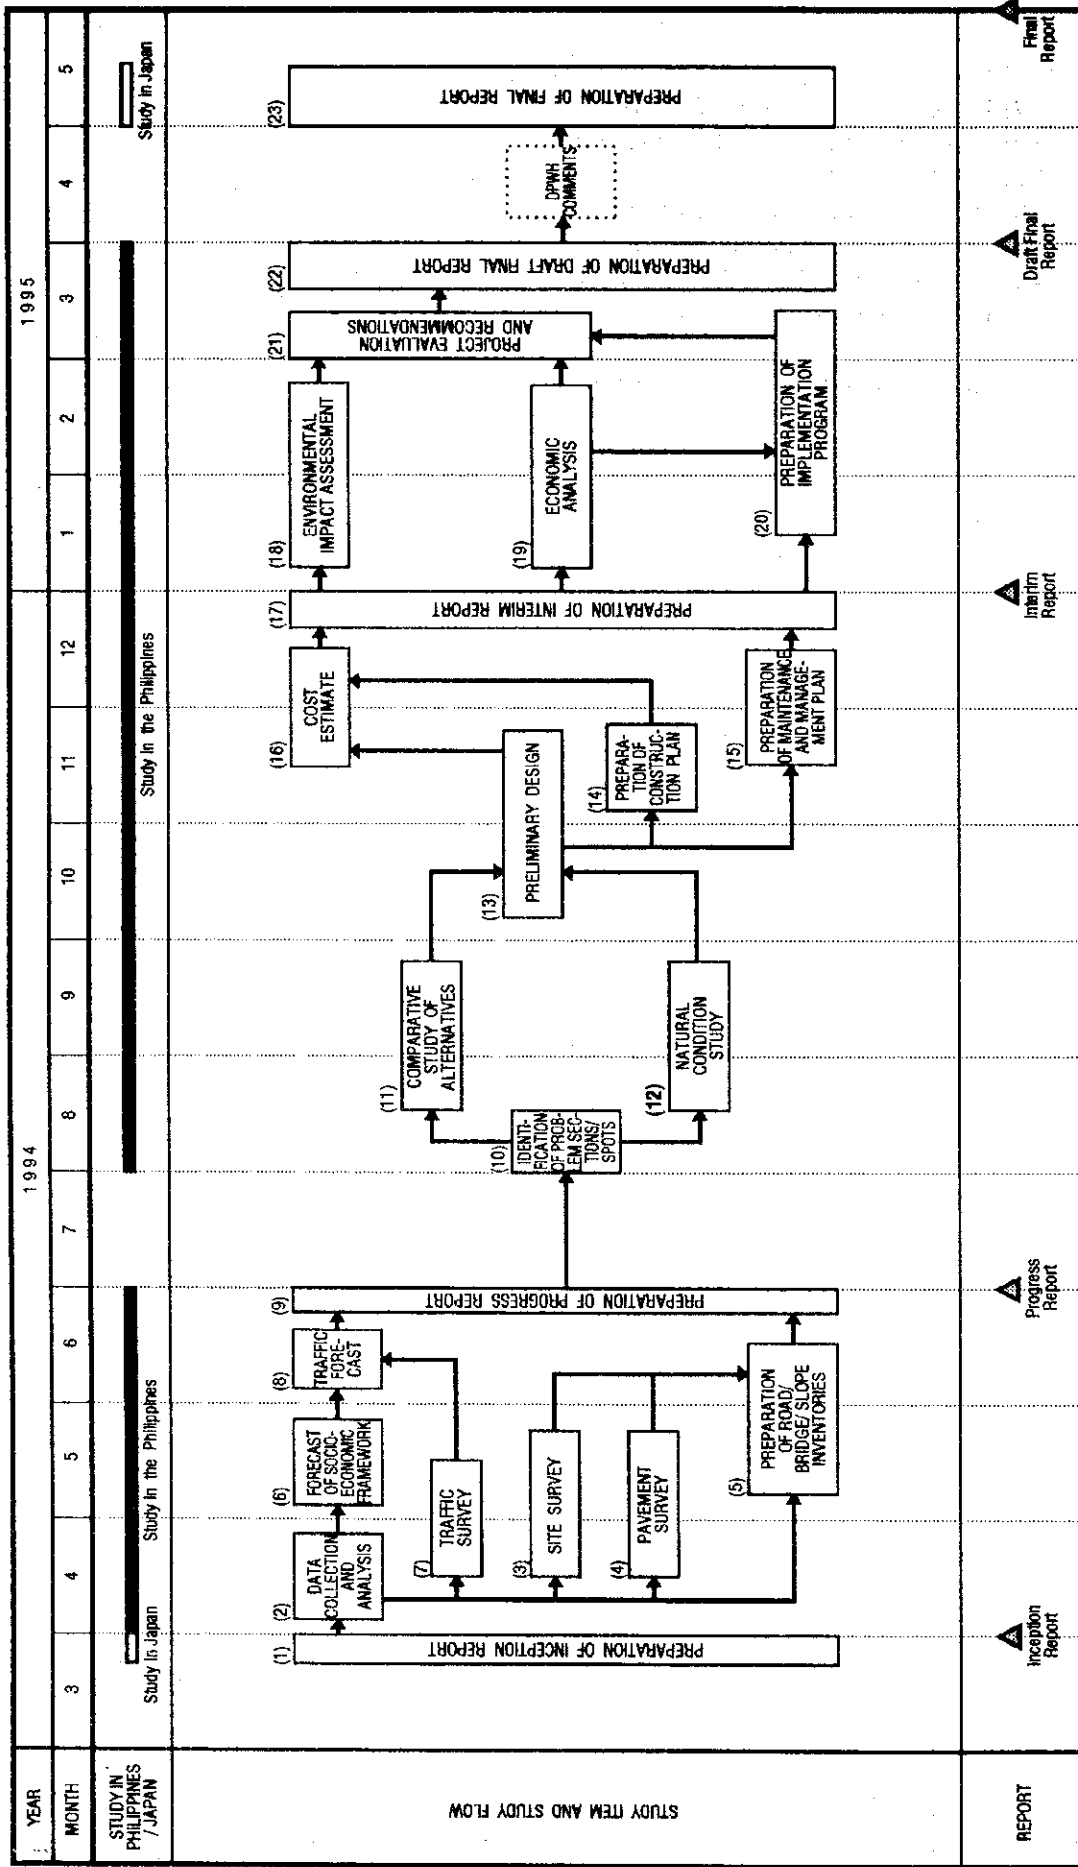 YEAR
1994
1995
MONTH
3
4
5
6
7
8
9
10
11
12
1
2
3
4
5
STUDY IN
PHILIPPINES
/ JAPAN
Study in Japan
Study in the Philippines
Study in the Philippines
Study in Japan
STUDY ITEM AND STUDY FLOW
(1)
PREPARATION OF INCEPTION REPORT
(2)
DATA
COLLECTION
AND
ANALYSIS
(6)
FORECAST
OF SOCIO-
ECONOMIC
FRAMEWORK
(8)
TRAFFIC
FORE-
CAST
(7)
TRAFFIC
SURVEY
(3)
SITE SURVEY
(4)
PAVEMENT
SURVEY
(5)
PREPARATION
OF ROAD/
BRIDGE/ SLOPE
INVENTORIES
(9)
PREPARATION OF PROGRESS REPORT
(10)
IDENTI-
FICATION
OF PROB-
LEM SEC-
TIONS/
SPOTS
(11)
COMPARATIVE
STUDY OF
ALTERNATIVES
(12)
NATURAL
CONDITION
STUDY
(13)
PRELIMINARY DESIGN
(14)
PREPARA-
TION OF
CONSTRUC-
TION PLAN
(15)
PREPARATION
OF MAINTENANCE
AND MANAGE-
MENT PLAN
(16)
COST
ESTIMATE
(17)
PREPARATION OF INTERIM REPORT
(18)
ENVIRONMENTAL
IMPACT ASSESSMENT
(19)
ECONOMIC
ANALYSIS
(20)
PREPARATION OF
IMPLEMENTATION
PROGRAM
(21)
PROJECT EVALUATION
AND RECOMMENDATIONS
(22)
PREPARATION OF DRAFT FINAL REPORT
DPWH
COMMENTS
(23)
PREPARATION OF FINAL REPORT
REPORT
Inception
Report
Progress
Report
Interim
Report
Draft Final
Report
Final
Report